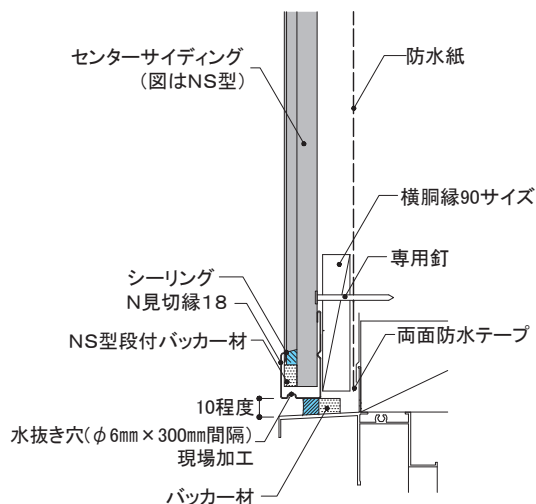 センターサイディング
(図はNS型)
防水紙
横胴縁90サイズ
専用釘
シーリング
N見切縁18
NS型段付バッカー材
両面防水テープ
10程度
水抜き穴(φ6mm×300mm間隔)
現場加工
バッカー材